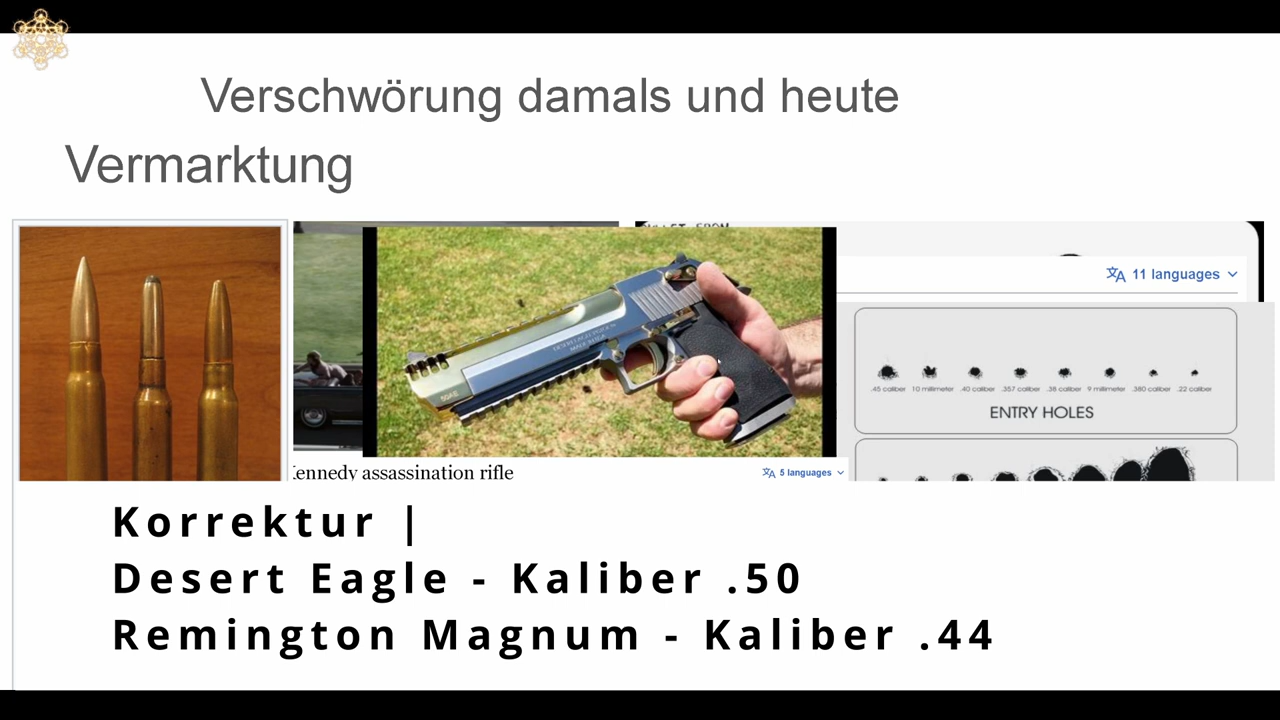 Verschwörung damals und heute
Vermarktung
11 languages
.45 caliber 10 millimeter .40 caliber .357 caliber .38 caliber 9 millimeter .380 caliber .22 caliber
ENTRY HOLES
50AE
Kennedy assassination rifle
5 languages
Korrektur |
Desert Eagle - Kaliber .50
Remington Magnum - Kaliber .44